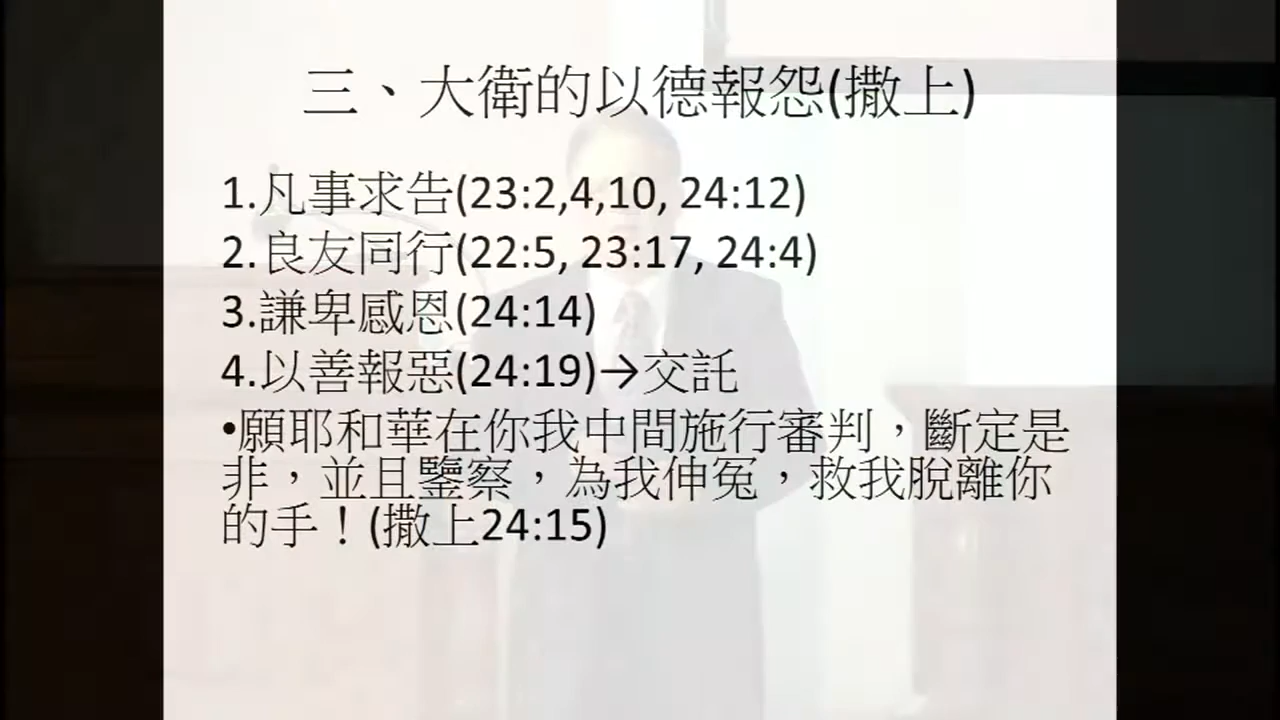 三、大衛的以德報怨(撒上)
1.凡事求告(23:2,4,10, 24:12)
2.良友同行(22:5, 23:17, 24:4)
3.謙卑感恩(24:14)
4.以善報惡(24:19)→交託
•願耶和華在你我中間施行審判，斷定是
非，並且鑒察，為我伸冤，救我脫離你
的手！(撒上24:15)